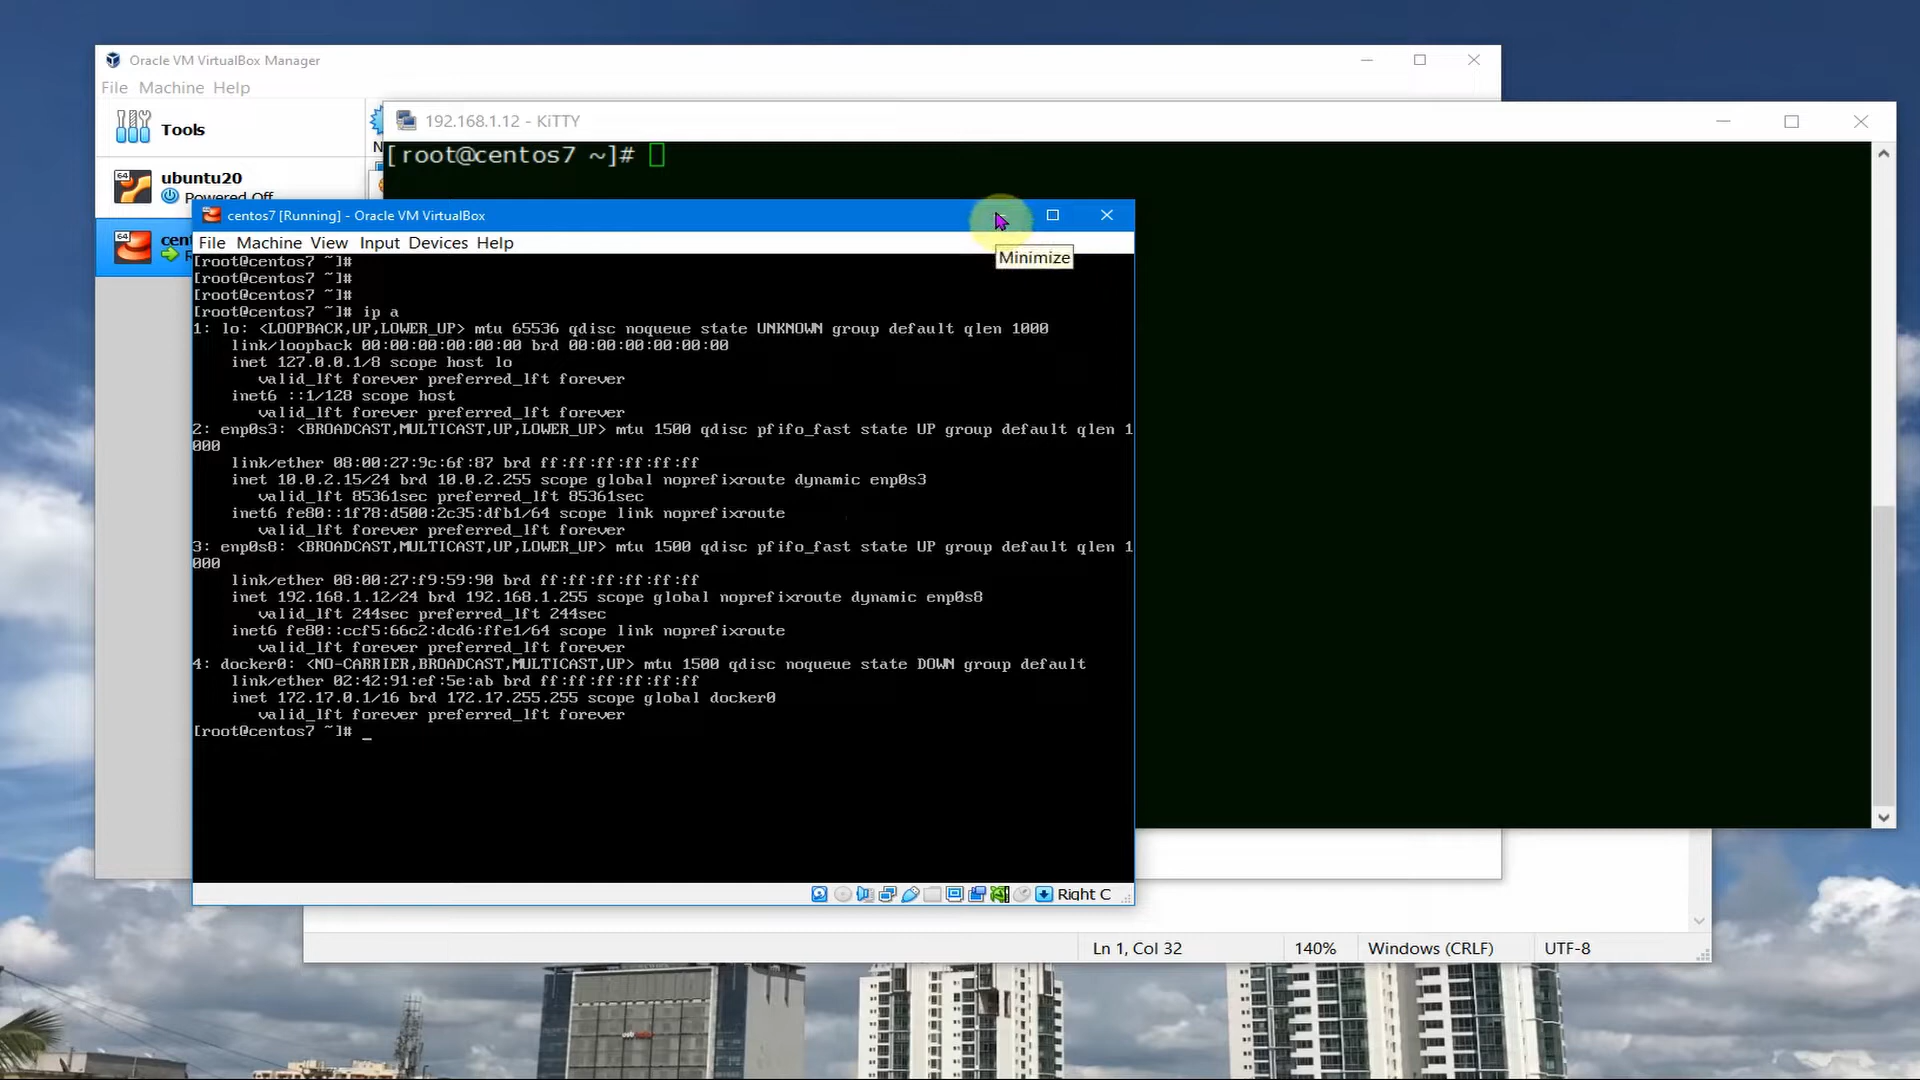 Oracle VM VirtualBox Manager
File Machine Help
Tools
ubuntu20
Powered Off
192.168.1.12 - KiTTY
[root@centos7 ~]#
centos7 [Running] - Oracle VM VirtualBox
File Machine View Input Devices Help
Minimize
[root@centos7 ~]#
[root@centos7 ~]#
[root@centos7 ~]#
[root@centos7 ~]# ip a
1: lo: <LOOPBACK,UP,LOWER_UP> mtu 65536 qdisc noqueue state UNKNOWN group default qlen 1000
link/loopback 00:00:00:00:00:00 brd 00:00:00:00:00:00
inet 127.0.0.1/8 scope host lo
valid_lft forever preferred_lft forever
inet6 ::1/128 scope host
valid_lft forever preferred_lft forever
2: enp0s3: <BROADCAST,MULTICAST,UP,LOWER_UP> mtu 1500 qdisc pfifo_fast state UP group default qlen 1
000
link/ether 08:00:27:9c:6f:87 brd ff:ff:ff:ff:ff:ff
inet 10.0.2.15/24 brd 10.0.2.255 scope global noprefixroute dynamic enp0s3
valid_lft 85361sec preferred_lft 85361sec
inet6 fe80::1f78:d500:2c35:dfb1/64 scope link noprefixroute
valid_lft forever preferred_lft forever
3: enp0s8: <BROADCAST,MULTICAST,UP,LOWER_UP> mtu 1500 qdisc pfifo_fast state UP group default qlen 1
000
link/ether 08:00:27:f9:59:90 brd ff:ff:ff:ff:ff:ff
inet 192.168.1.12/24 brd 192.168.1.255 scope global noprefixroute dynamic enp0s8
valid_lft 244sec preferred_lft 244sec
inet6 fe80::ccf5:66c2:dcd6:ffe1/64 scope link noprefixroute
valid_lft forever preferred_lft forever
4: docker0: <NO-CARRIER,BROADCAST,MULTICAST,UP> mtu 1500 qdisc noqueue state DOWN group default
link/ether 02:42:91:ef:5e:ab brd ff:ff:ff:ff:ff:ff
inet 172.17.0.1/16 brd 172.17.255.255 scope global docker0
valid_lft forever preferred_lft forever
[root@centos7 ~]# _
Right C
Ln 1, Col 32
140%
Windows (CRLF)
UTF-8